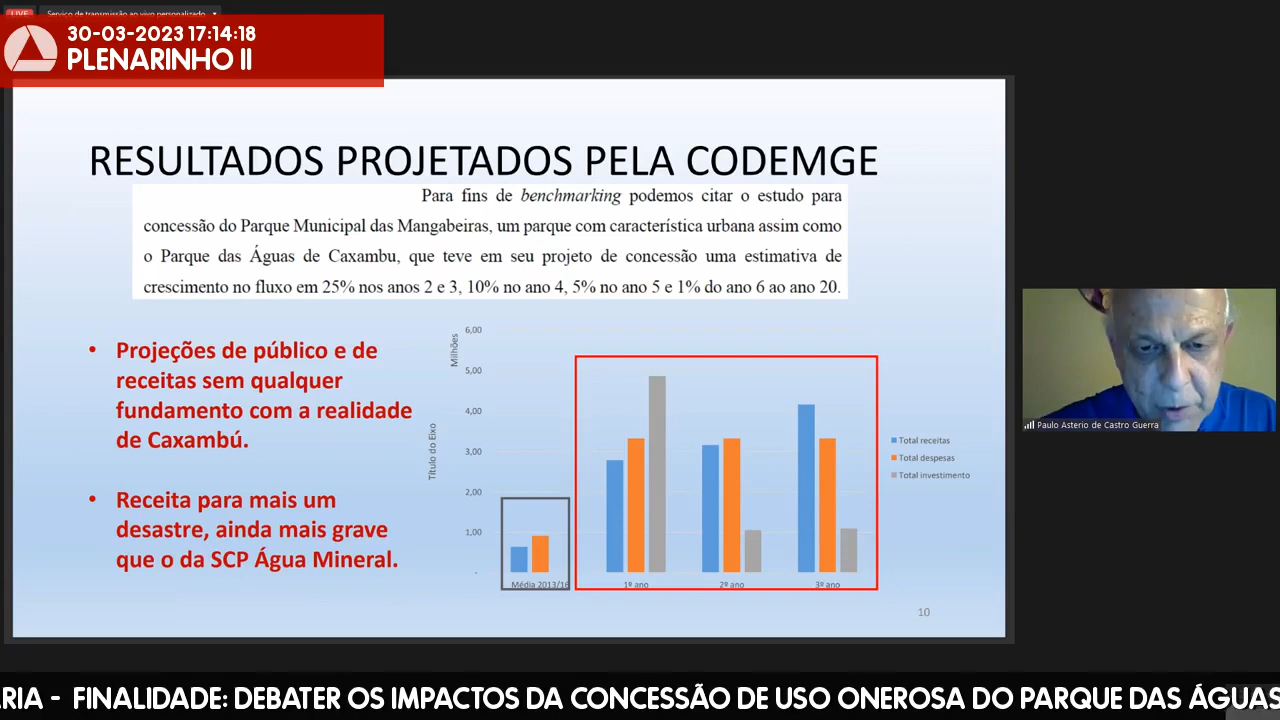 LIVE Serviço de transmissão ao vivo personalizado
30-03-2023 17:14:18
PLENARINHO II
RESULTADOS PROJETADOS PELA CODEMGE
Para fins de benchmarking podemos citar o estudo para
concessão do Parque Municipal das Mangabeiras, um parque com característica urbana assim como
o Parque das Águas de Caxambu, que teve em seu projeto de concessão uma estimativa de
crescimento no fluxo em 25% nos anos 2 e 3, 10% no ano 4, 5% no ano 5 e 1% do ano 6 ao ano 20.
• Projeções de público e de
receitas sem qualquer
fundamento com a realidade
de Caxambú.
• Receita para mais um
desastre, ainda mais grave
que o da SCP Água Mineral.
Milhões
Título do Eixo
6,00
5,00
4,00
3,00
2,00
1,00
-
Média 2013/16
1º ano
2º ano
3º ano
Total receitas
Total despesas
Total investimento
10
Paulo Asterio de Castro Guerra
RIA - FINALIDADE: DEBATER OS IMPACTOS DA CONCESSÃO DE USO ONEROSA DO PARQUE DAS ÁGUAS